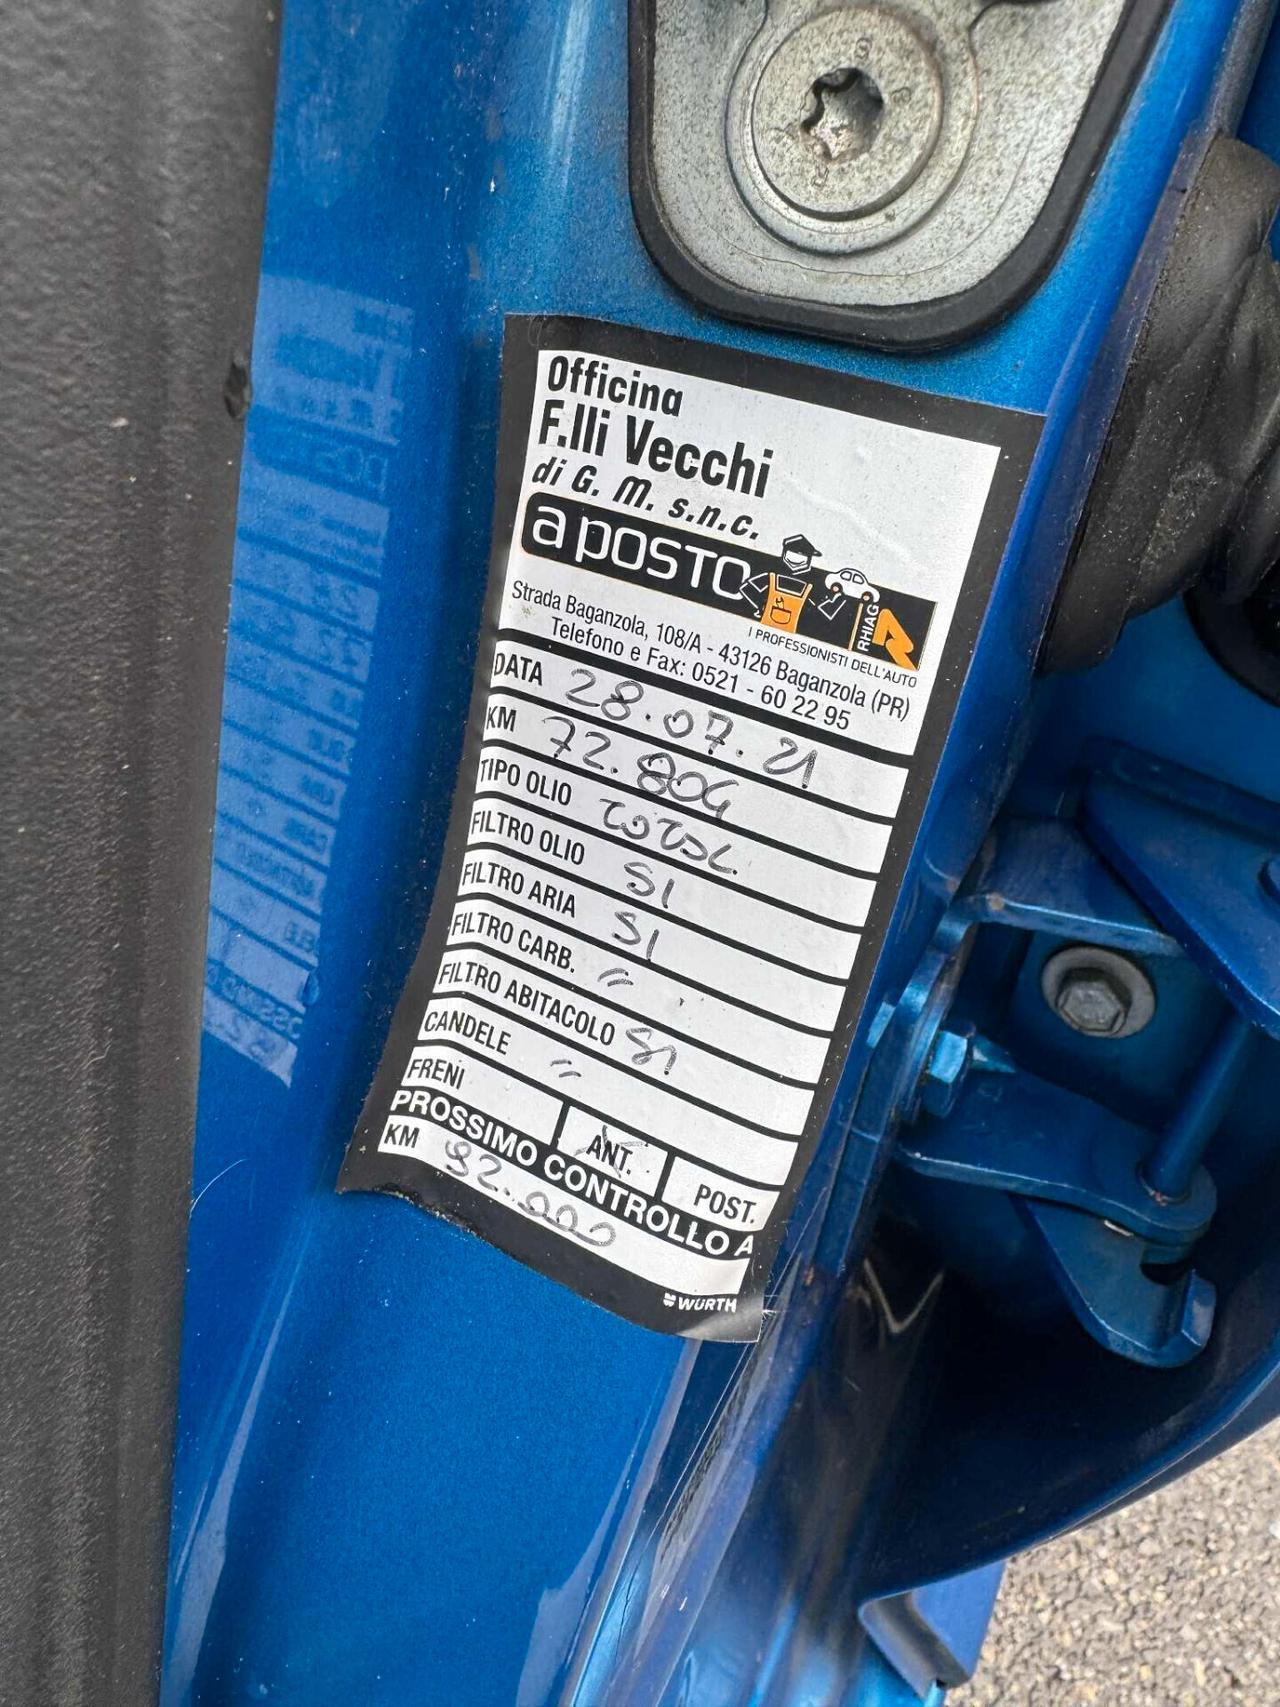 Officina
F.lli Vecchi
di G. M. s.n.c.
a posto
RHIAG
I PROFESSIONISTI DELL'AUTO
Strada Baganzola, 108/A - 43126 Baganzola (PR)
Telefono e Fax: 0521 - 60 22 95
DATA 28.07.21
KM 72.804
TIPO OLIO TOTAL
FILTRO OLIO SI
FILTRO ARIA SI
FILTRO CARB. "
FILTRO ABITACOLO SI
CANDELE "
FRENI ANT. POST.
PROSSIMO CONTROLLO A
KM 92.000
WÜRTH